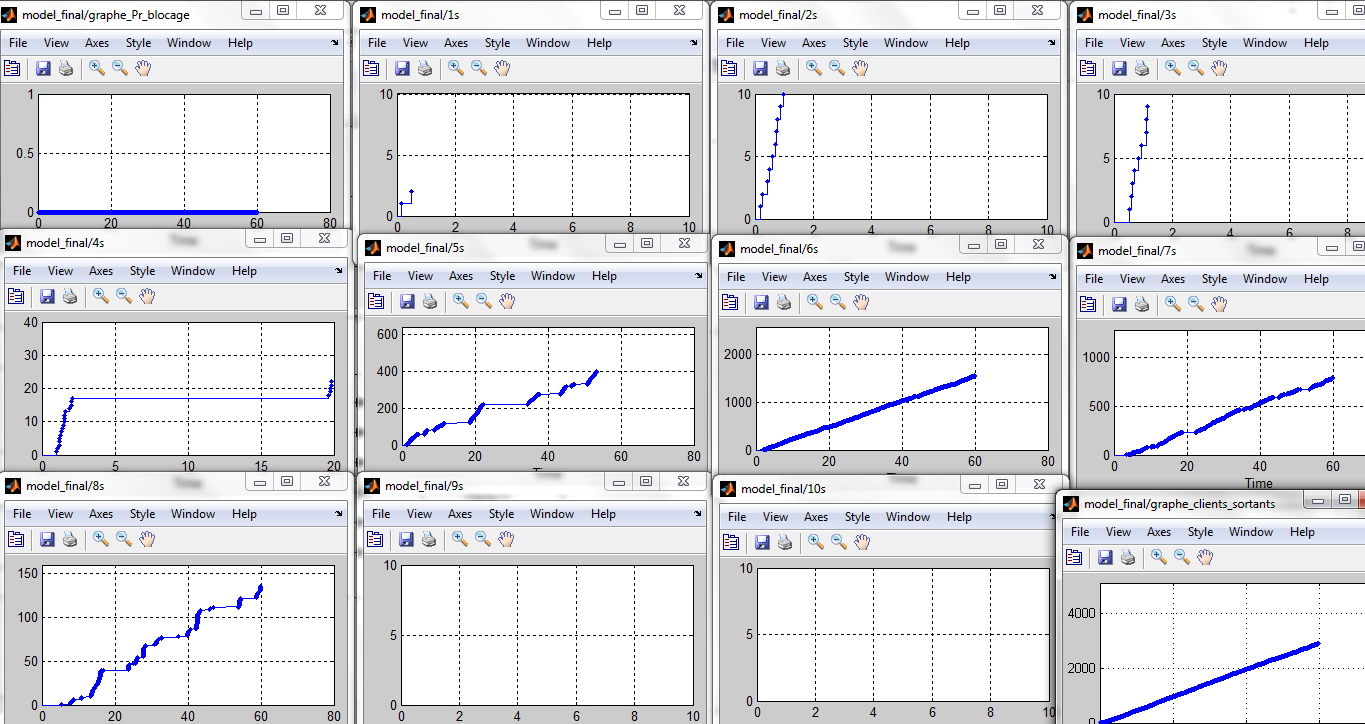 model_final/graphe_Pr_blocage
File View Axes Style Window Help
1
0.5
0
0 20 40 60 80
model_final/1s
File View Axes Style Window Help
10
5
0
0 2 4 6 8 10
model_final/2s
File View Axes Style Window Help
10
5
0
0 2 4 6 8 10
model_final/3s
File View Axes Style Window Help
10
5
0
0 2 4 6 8
Time
Time
Time
Time
model_final/4s
File View Axes Style Window Help
40
30
20
10
0
0 5 10 15 20
model_final/5s
File View Axes Style Window Help
600
400
200
0
0 20 40 60 80
model_final/6s
File View Axes Style Window Help
2000
1000
0
0 20 40 60 80
model_final/7s
File View Axes Style Window Help
1000
500
0
0 20 40 60
Time
Time
Time
model_final/8s
File View Axes Style Window Help
150
100
50
0
0 20 40 60 80
model_final/9s
File View Axes Style Window Help
10
5
0
0 2 4 6 8 10
model_final/10s
File View Axes Style Window Help
10
5
0
0 2 4 6 8 10
model_final/graphe_clients_sortants
File View Axes Style Window Help
4000
2000
0